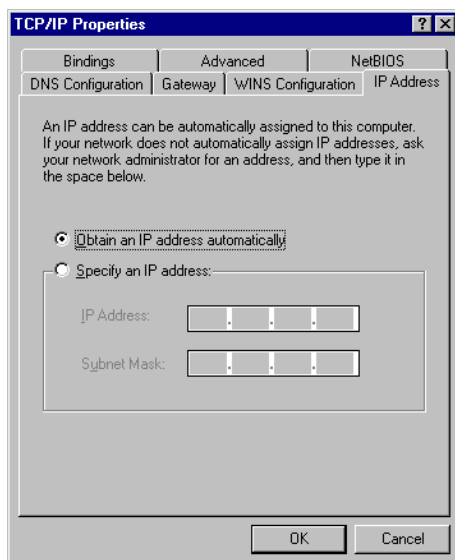 TCP/IP Properties
Bindings Advanced NetBIOS
DNS Configuration Gateway WINS Configuration IP Address
An IP address can be automatically assigned to this computer.
If your network does not automatically assign IP addresses, ask
your network administrator for an address, and then type it in
the space below.
Obtain an IP address automatically
Specify an IP address:
IP Address:
Subnet Mask:
OK Cancel